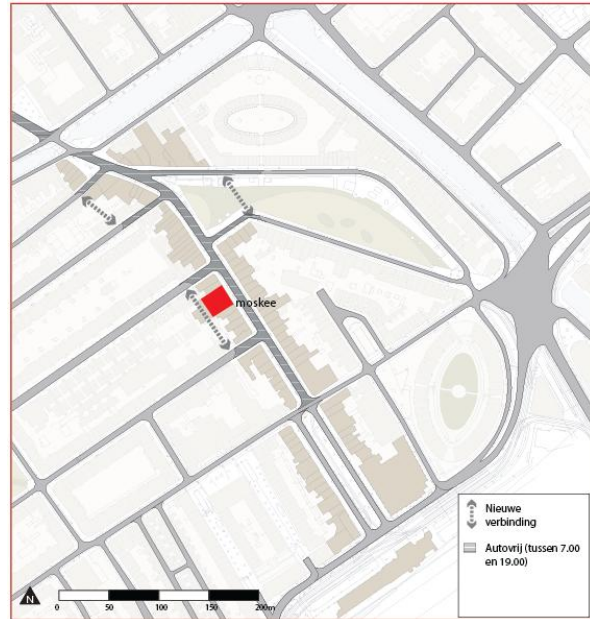 moskee
Nieuwe
verbinding
Autovrij (tussen 7.00
en 19.00)
N
0 50 100 150 200m